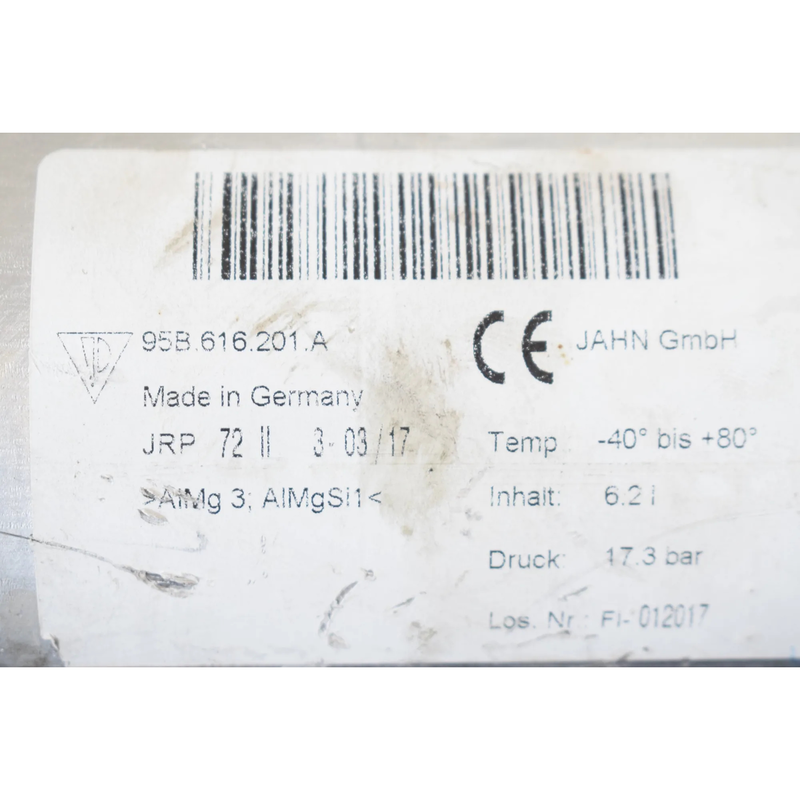 95B.616.201.A
Made in Germany
JRP 72 II 3-03/17
>AlMg 3; AlMgSi1<
CE JAHN GmbH
Temp -40° bis +80°
Inhalt: 6.2 l
Druck: 17.3 bar
Los. Nr.: FI-012017